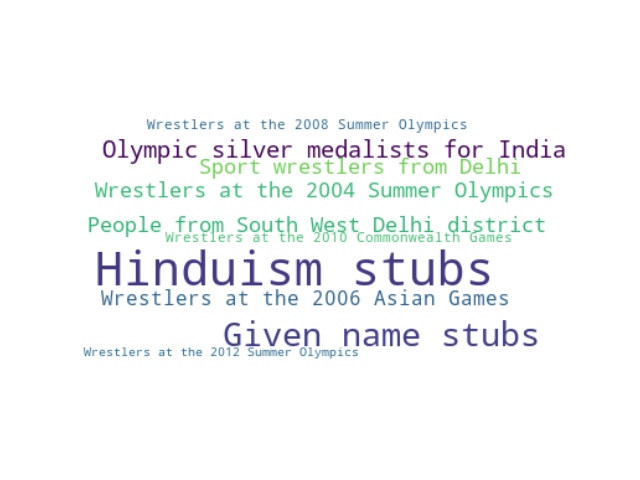 Wrestlers at the 2008 Summer Olympics
Olympic silver medalists for India
Sport wrestlers from Delhi
Wrestlers at the 2004 Summer Olympics
People from South West Delhi district
Wrestlers at the 2010 Commonwealth Games
Hinduism stubs
Wrestlers at the 2006 Asian Games
Given name stubs
Wrestlers at the 2012 Summer Olympics